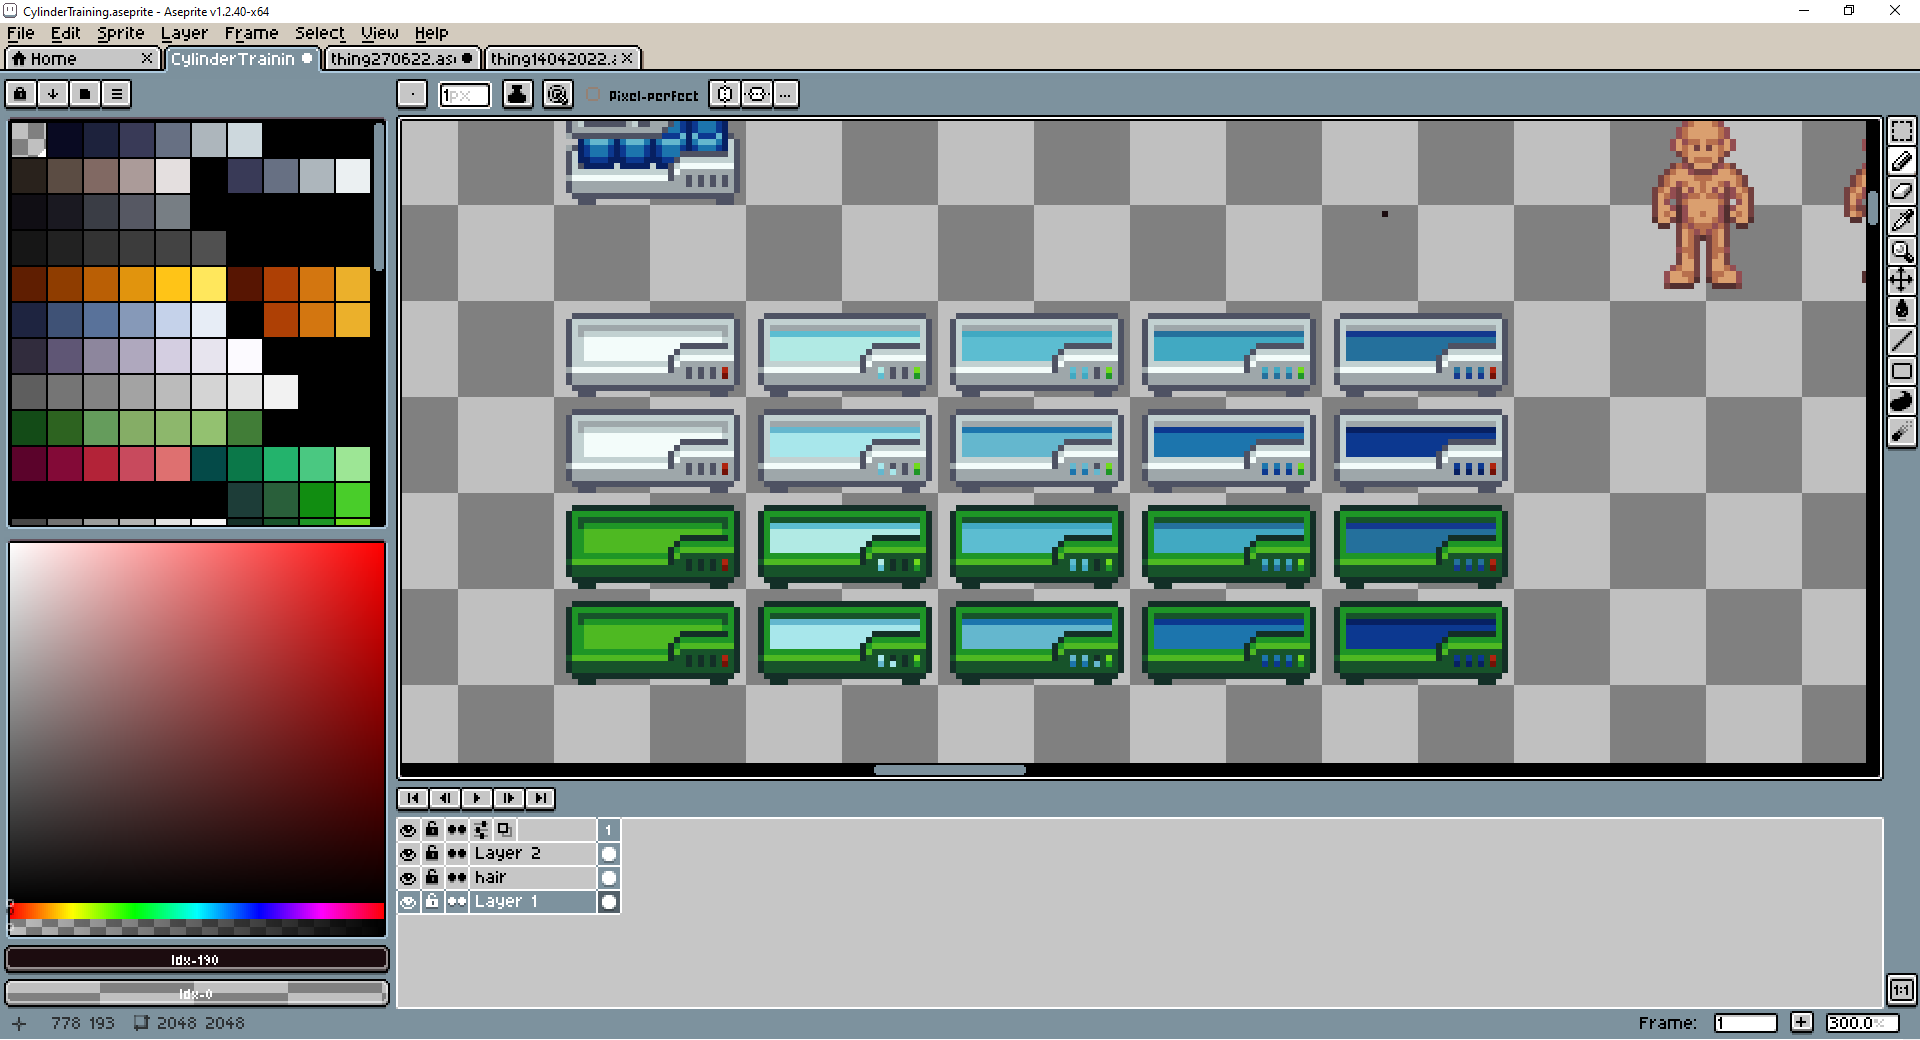 CylinderTraining.aseprite - Aseprite v1.2.40-x64
File Edit Sprite Layer Frame Select View Help
Home CylinderTrainin thing270622.as thing14042022.
1px Pixel-perfect ...
1
Layer 2
hair
Layer 1
Idx-190
Idx-0
778 193 2048 2048 Frame: 1 + 300.0%
1:1